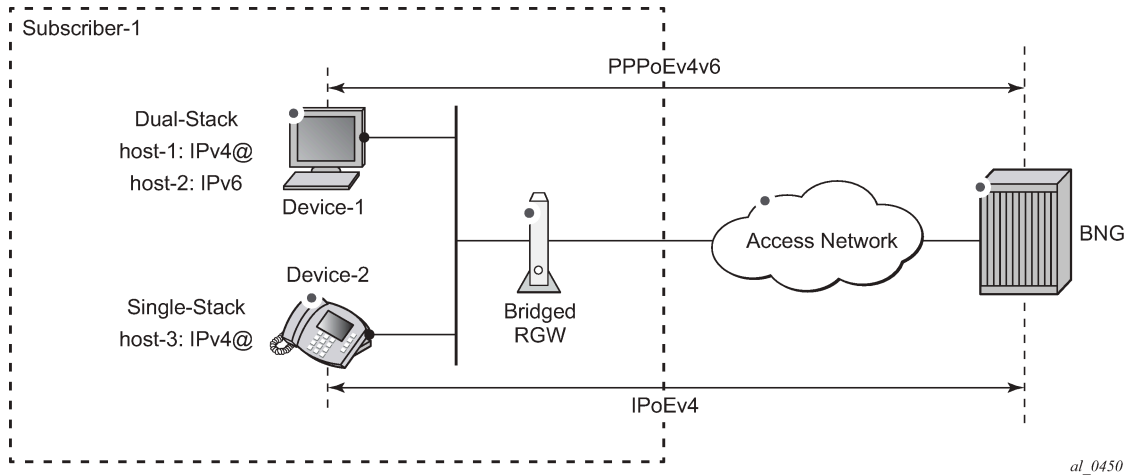 Subscriber-1
PPPoEv4v6
Dual-Stack
host-1: IPv4@
host-2: IPv6
Device-1
Device-2
Single-Stack
host-3: IPv4@
Bridged
RGW
Access Network
BNG
IPoEv4
al_0450